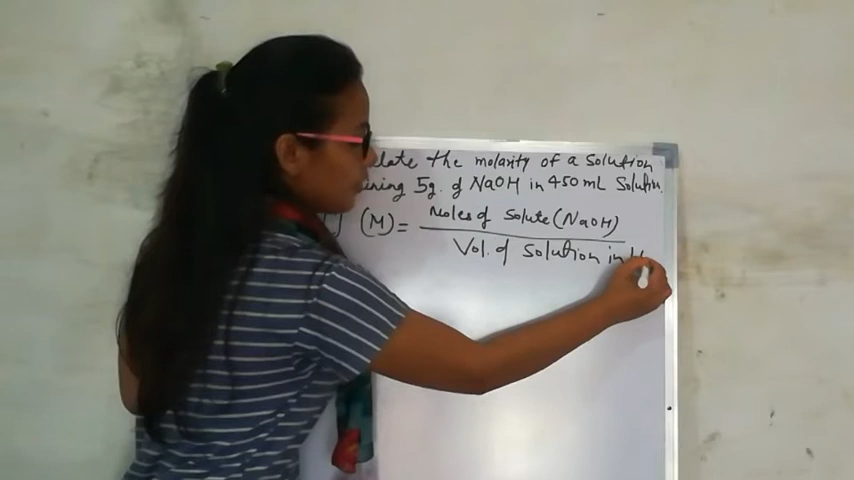 late the molarity of a solution
ining 5g. of NaOH in 450 mL Solution.
(M) = Moles of Solute (NaOH)
Vol. of Solution in